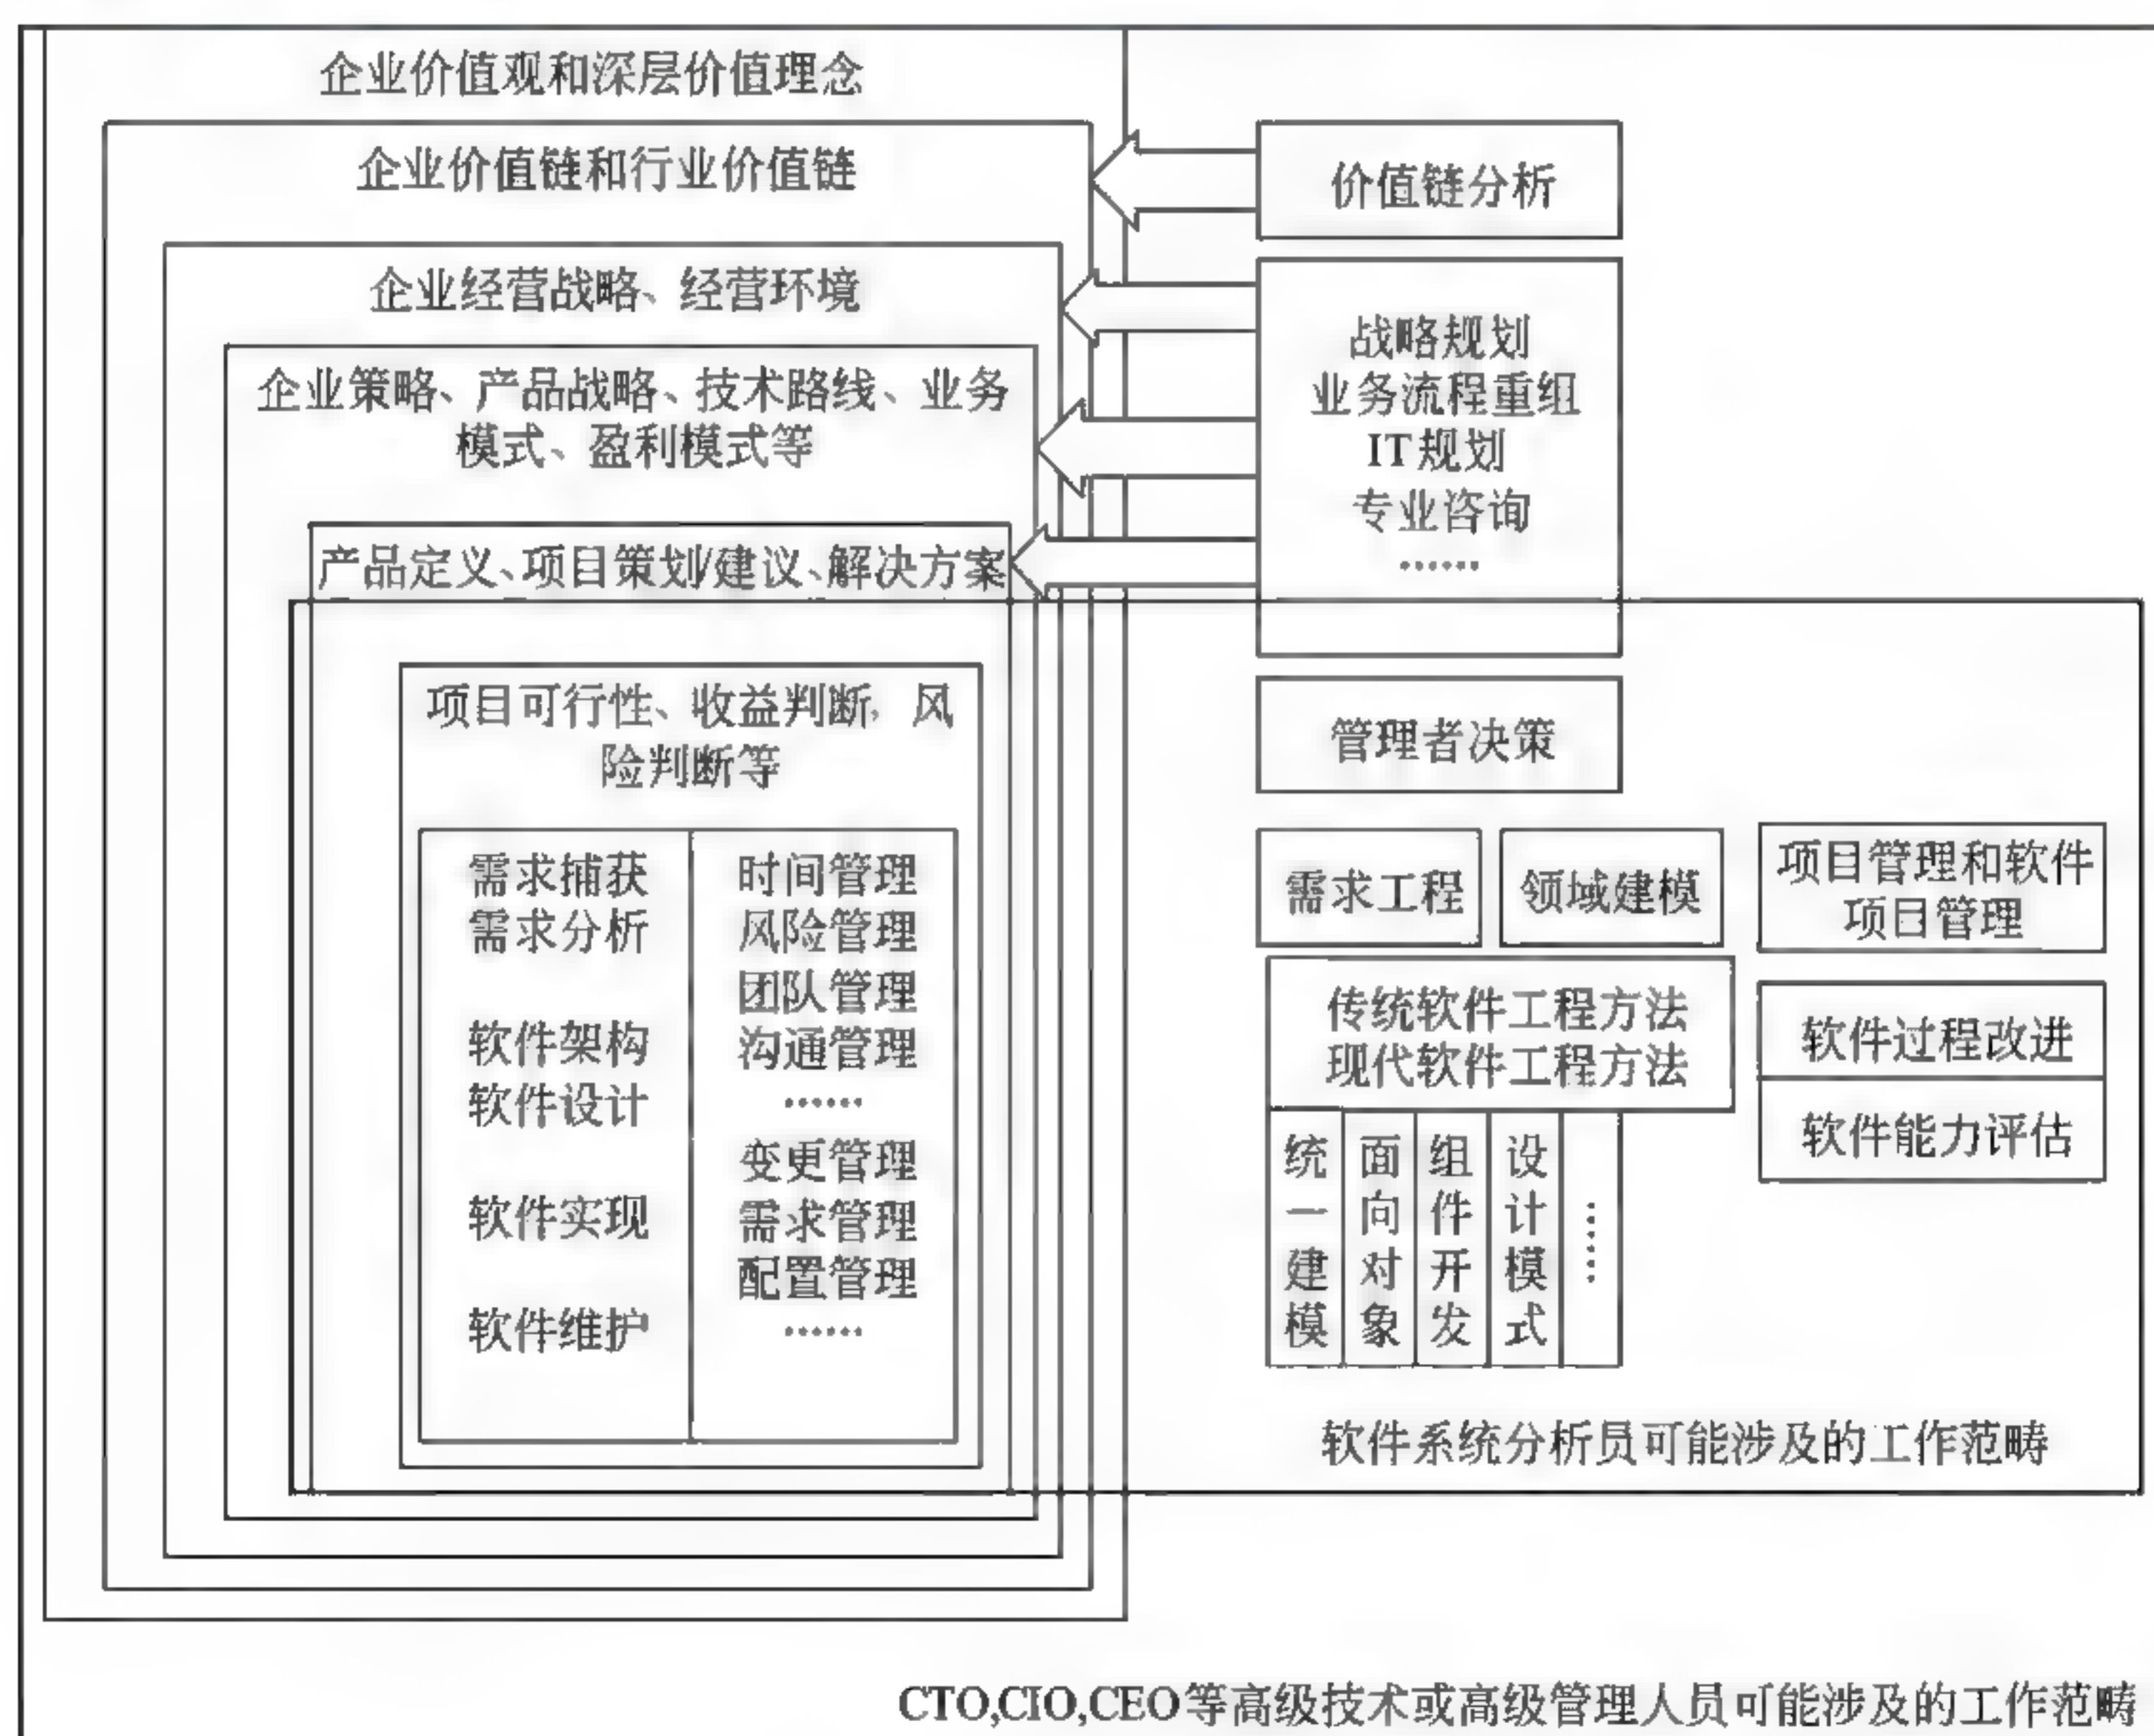 企业价值观和深层价值理念
企业价值链和行业价值链
企业经营战略、经营环境
企业策略、产品战略、技术路线、业务
模式、盈利模式等
产品定义、项目策划/建议、解决方案
项目可行性、收益判断，风
险判断等
需求捕获
需求分析
软件架构
软件设计
软件实现
软件维护
时间管理
风险管理
团队管理
沟通管理
……
变更管理
需求管理
配置管理
……
价值链分析
战略规划
业务流程重组
IT规划
专业咨询
……
管理者决策
需求工程
领域建模
项目管理和软件
项目管理
传统软件工程方法
现代软件工程方法
统一建模
面向对象
组件开发
设计模式
……
软件过程改进
软件能力评估
软件系统分析员可能涉及的工作范畴
CTO,CIO,CEO等高级技术或高级管理人员可能涉及的工作范畴